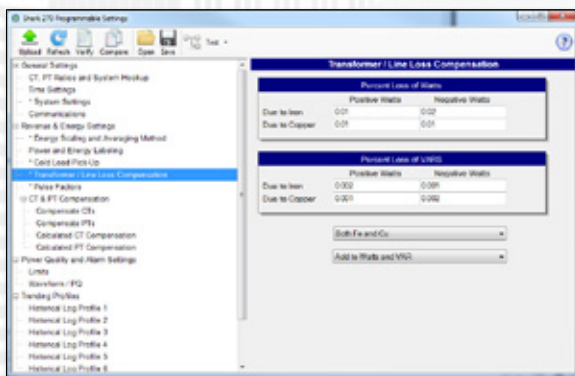 Shark 270 Programmable Settings
Upload Refresh Verify Compare Open Save Text
General Settings
CT, PT Ratios and System Hookup
Time Settings
* System Settings
Communications
Revenue & Energy Settings
* Energy Scaling and Averaging Method
Power and Energy Labeling
* Cold Load Pick-Up
* Transformer / Line Loss Compensation
* Pulse Factors
CT & PT Compensation
Compensate CTs
Compensate PTs
Calculated CT Compensation
Calculated PT Compensation
Power Quality and Alarm Settings
Limits
Waveform / PQ
Trending Profiles
Historical Log Profile 1
Historical Log Profile 2
Historical Log Profile 3
Historical Log Profile 4
Historical Log Profile 5
Historical Log Profile 6
Transformer / Line Loss Compensation
Percent Loss of Watts
Positive Watts Negative Watts
Due to Iron 0.01 0.02
Due to Copper 0.01 0.01
Percent Loss of VARS
Positive Watts Negative Watts
Due to Iron 0.002 0.001
Due to Copper 0.001 0.002
Both Fe and Cu
Add to Watts and VAR